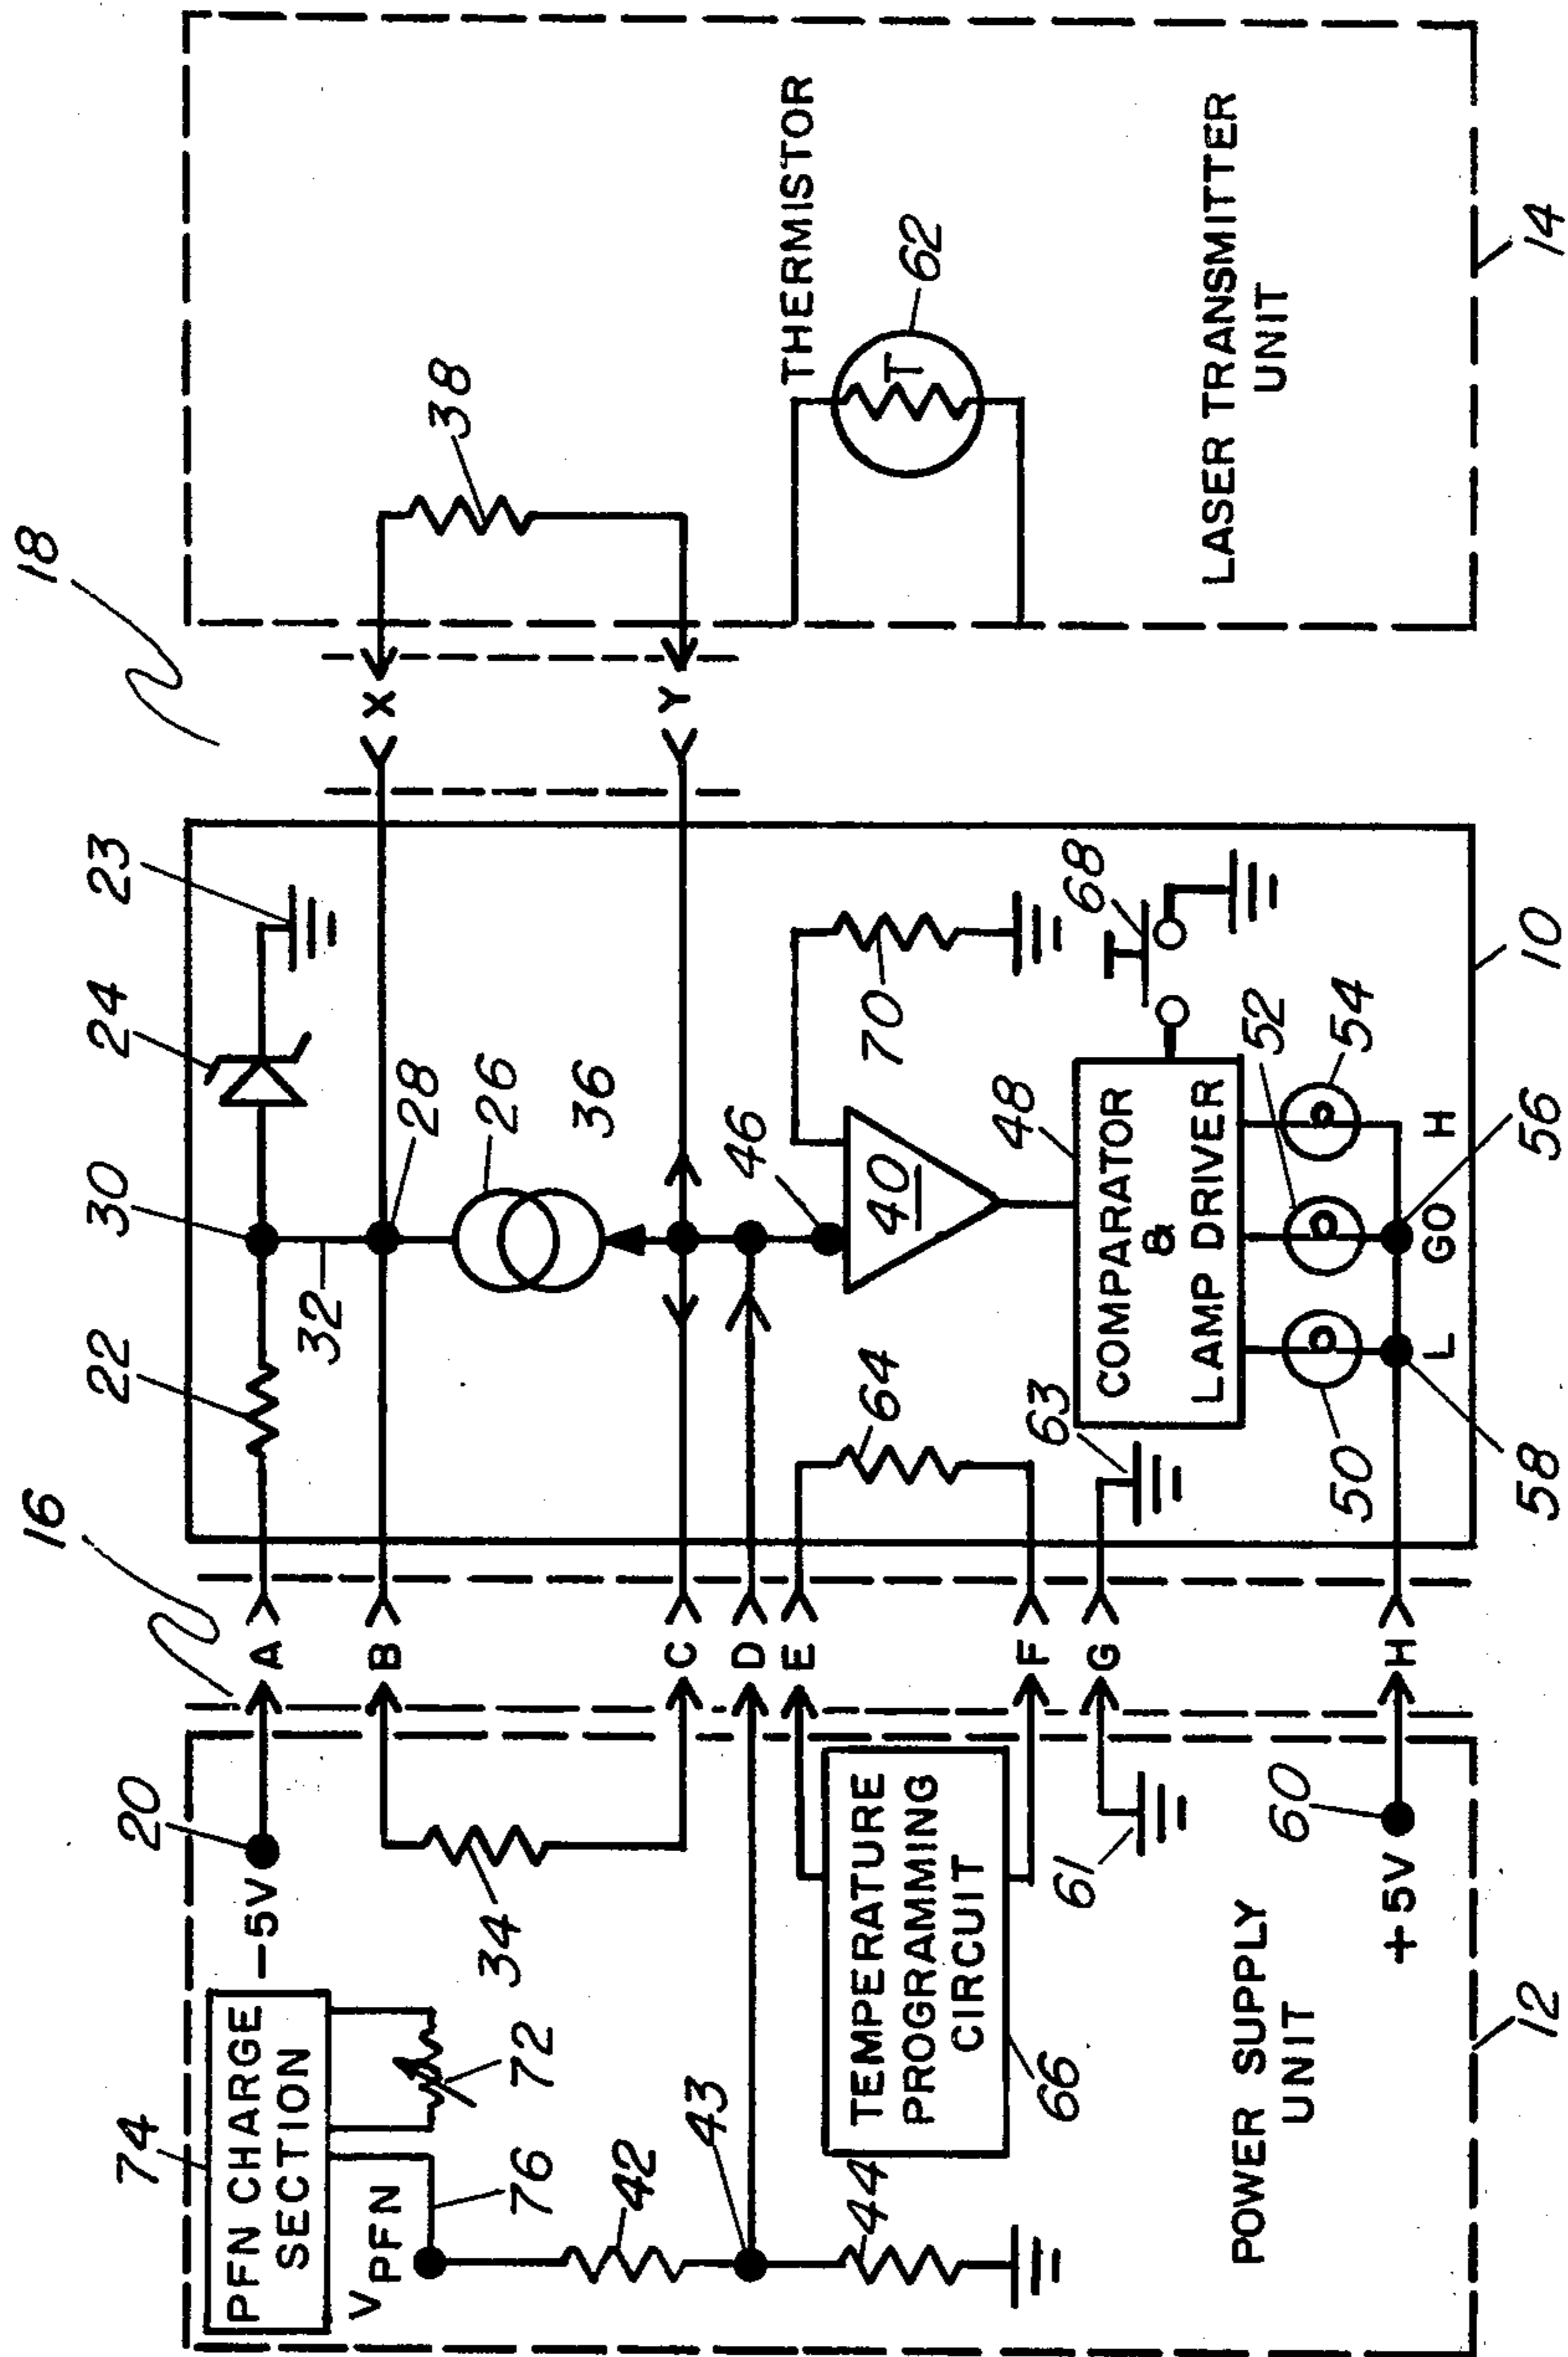 18
16
74
PFN CHARGE
SECTION
72
76
V PFN
42
43
44
-5V
20
34
TEMPERATURE
PROGRAMMING
CIRCUIT
66
61
60
+5V
POWER SUPPLY
UNIT
12
A
B
C
D
E
F
G
H
22
30
24
23
32
28
26
36
46
40
64
63
70
48
68
COMPARATOR
&
LAMP DRIVER
50
52
54
L
GO
H
58
56
10
X
Y
38
THERMISTOR
T
62
LASER TRANSMITTER
UNIT
14